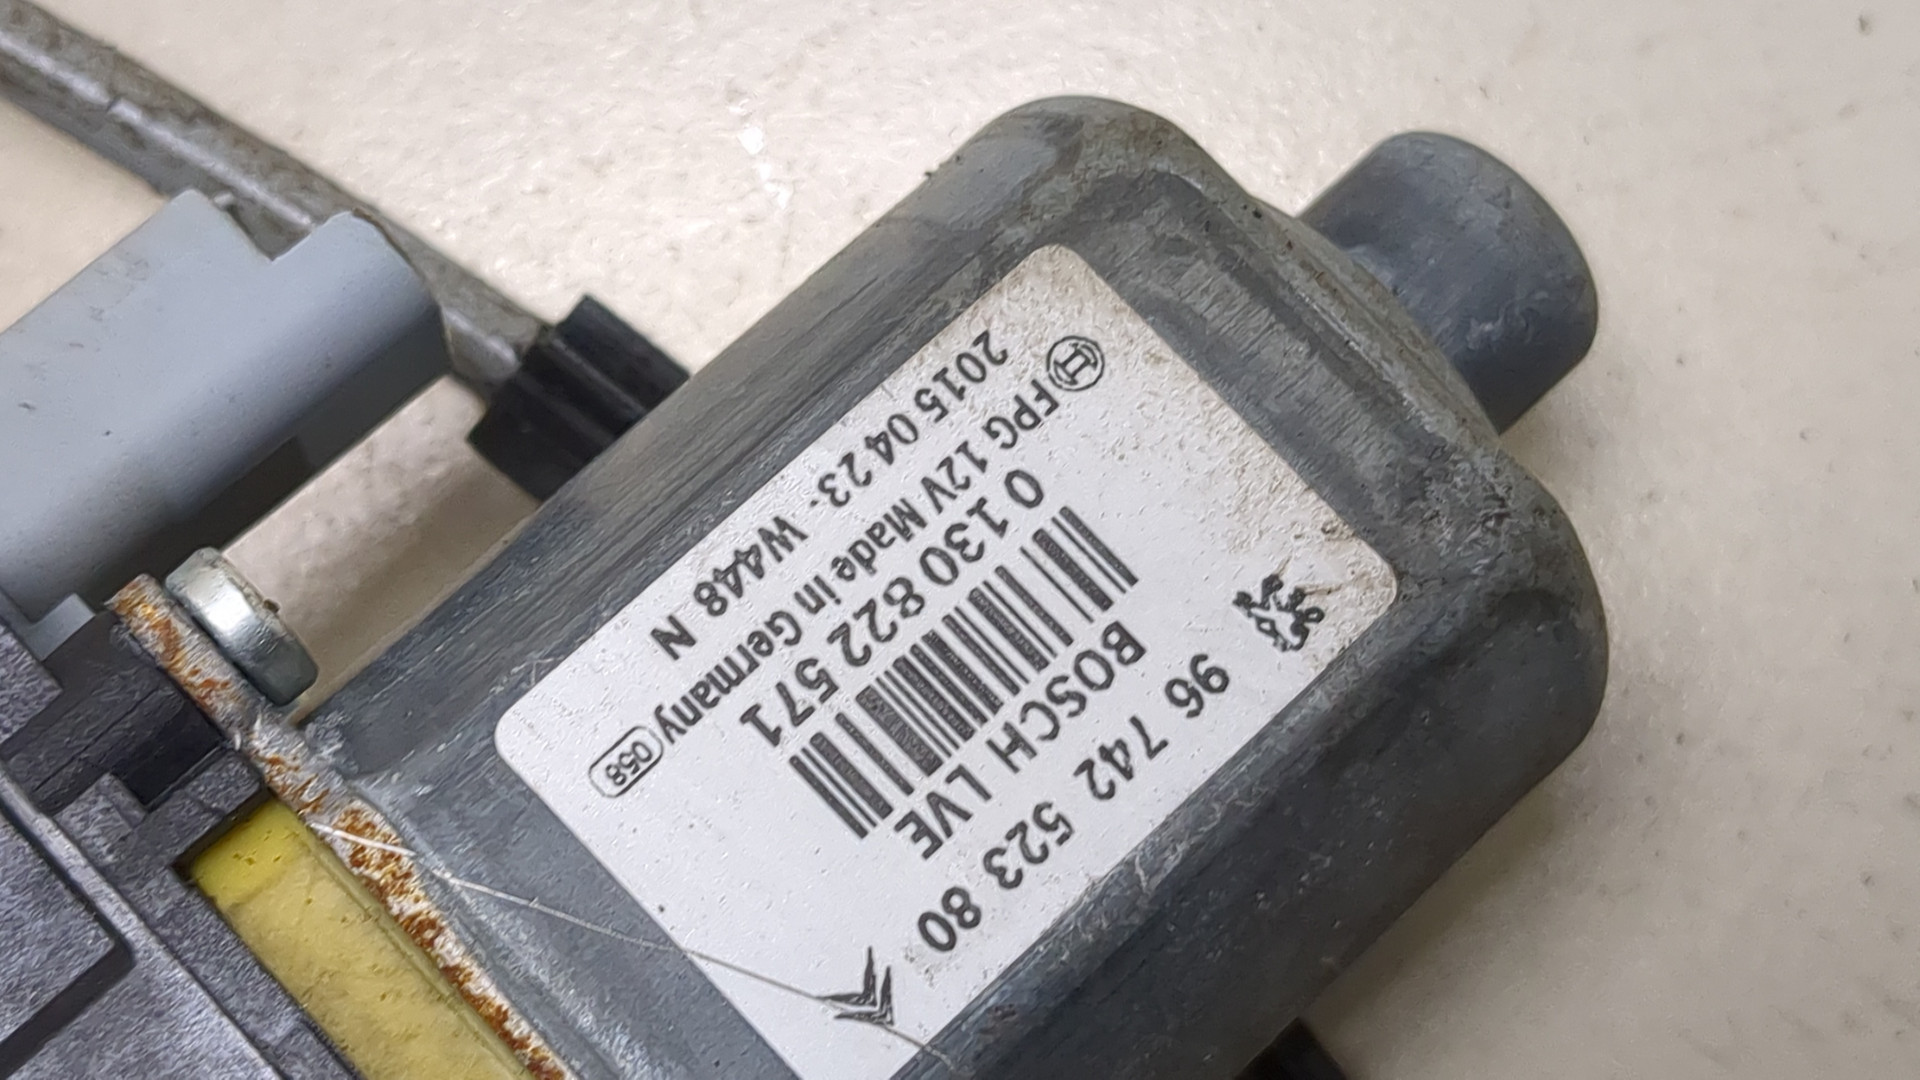 96 742 523 80
BOSCH LVE
0 130 822 571
FPG 12V Made in Germany 058
2015 04 23. W448 N